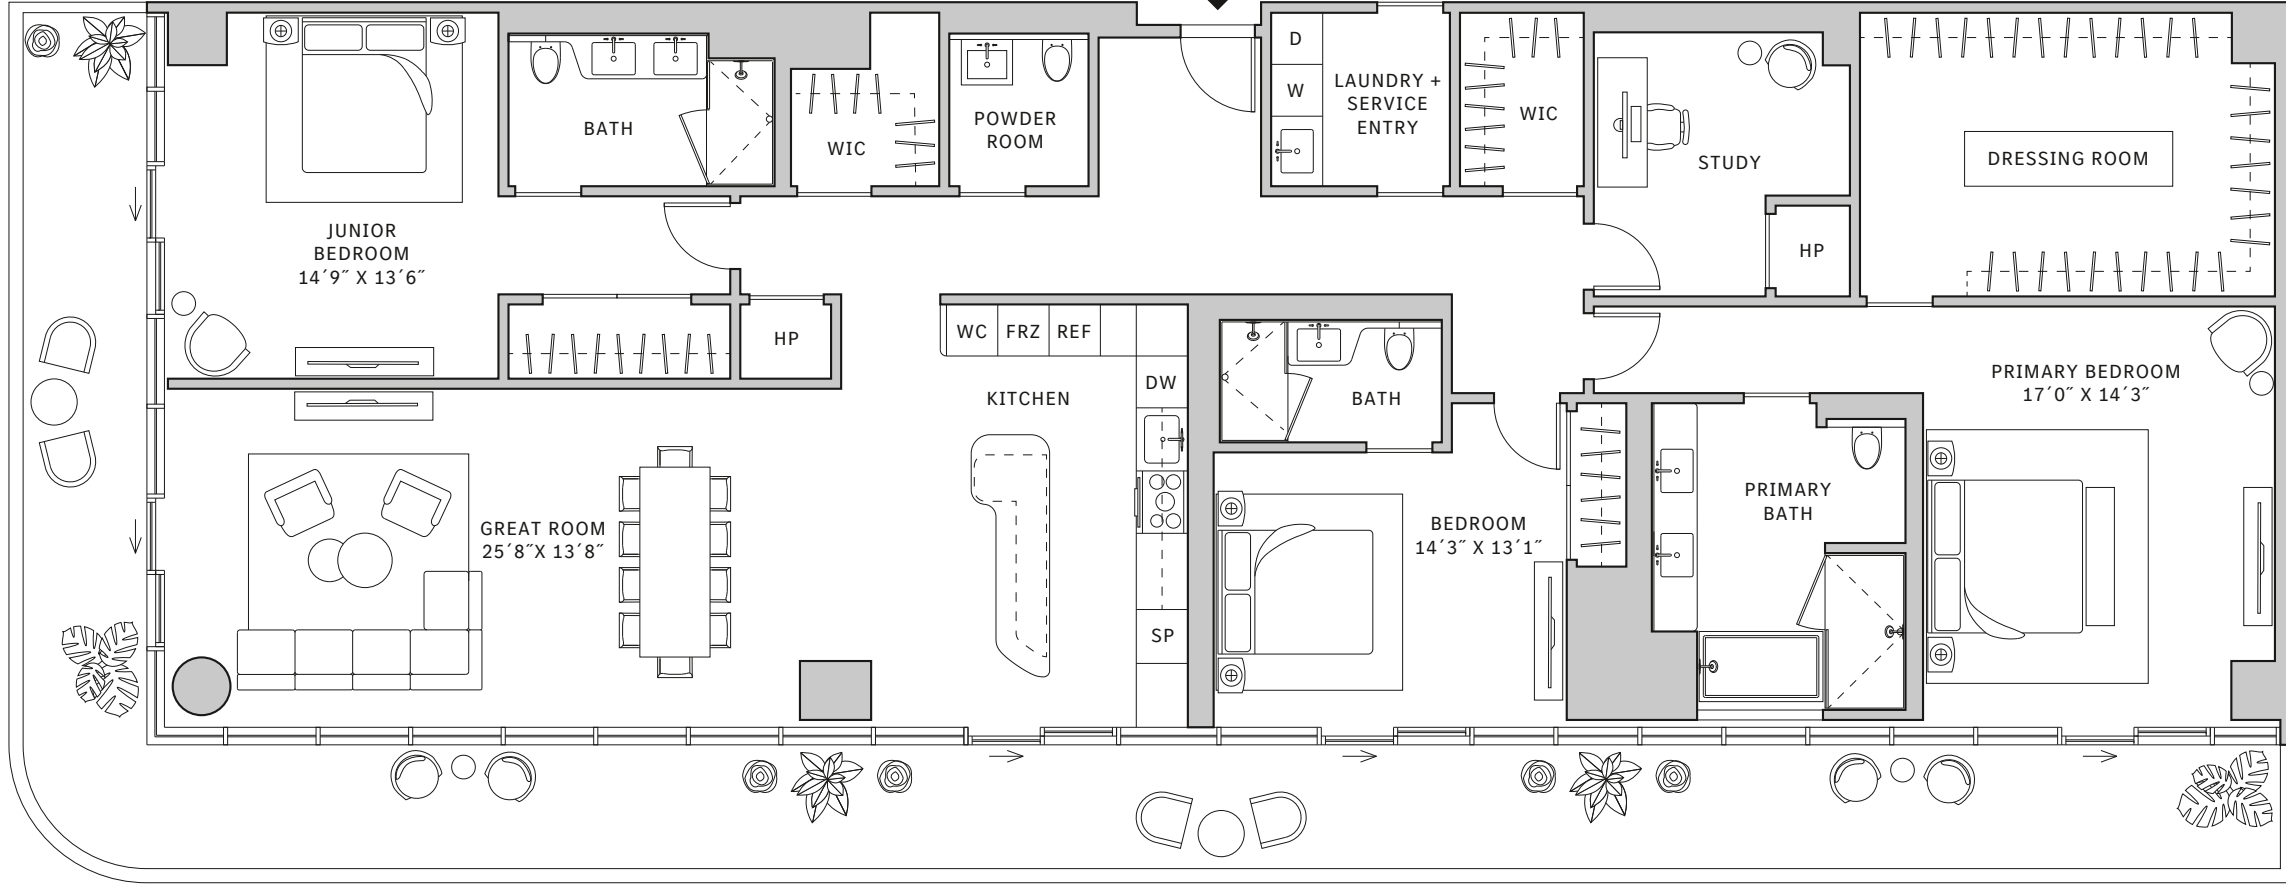 D
W
LAUNDRY +
SERVICE
ENTRY
WIC
BATH
WIC
POWDER
ROOM
STUDY
DRESSING ROOM
JUNIOR
BEDROOM
14´9˝ X 13´6˝
HP
HP
WC
FRZ
REF
DW
KITCHEN
BATH
PRIMARY BEDROOM
17´0˝ X 14´3˝
GREAT ROOM
25´8˝X 13´8˝
BEDROOM
14´3˝ X 13´1˝
PRIMARY
BATH
SP